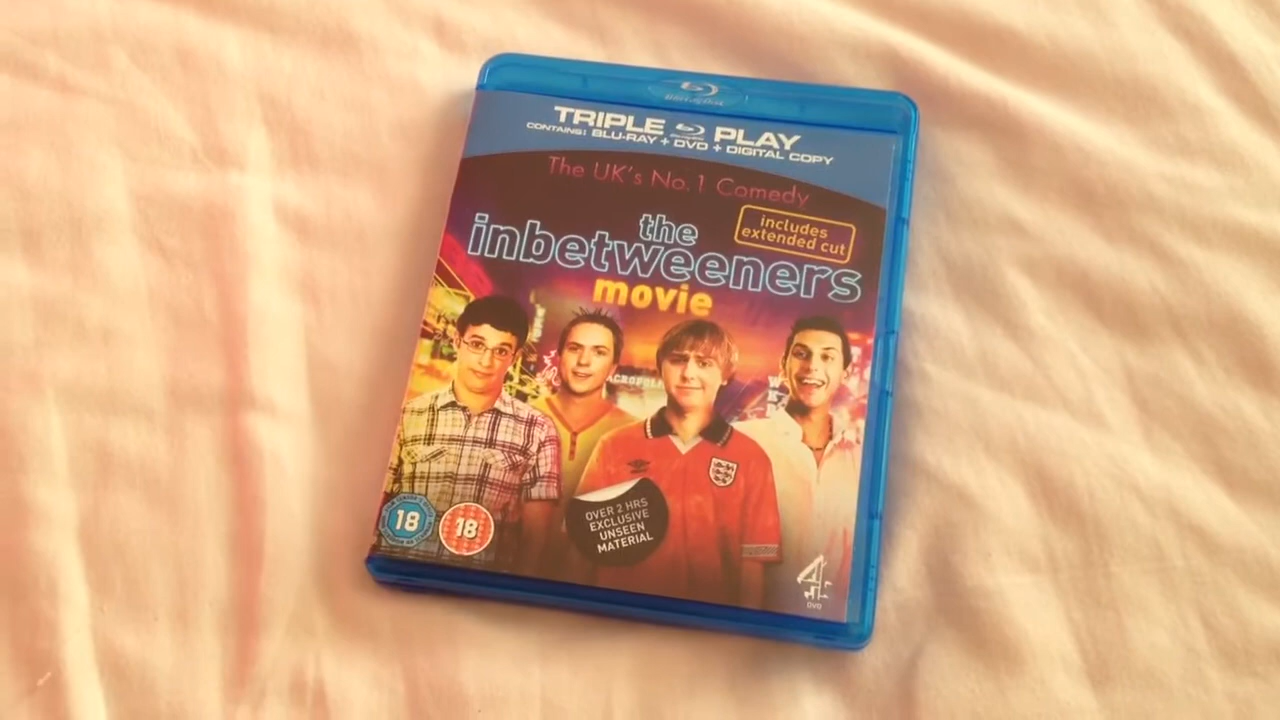 Blu-ray Disc
TRIPLE PLAY
CONTAINS: BLU-RAY + DVD + DIGITAL COPY
The UK's No.1 Comedy
includes
extended cut
the
inbetweeners
movie
ACROPOLI
18
18
OVER 2 HRS
EXCLUSIVE
UNSEEN
MATERIAL
4
DVD